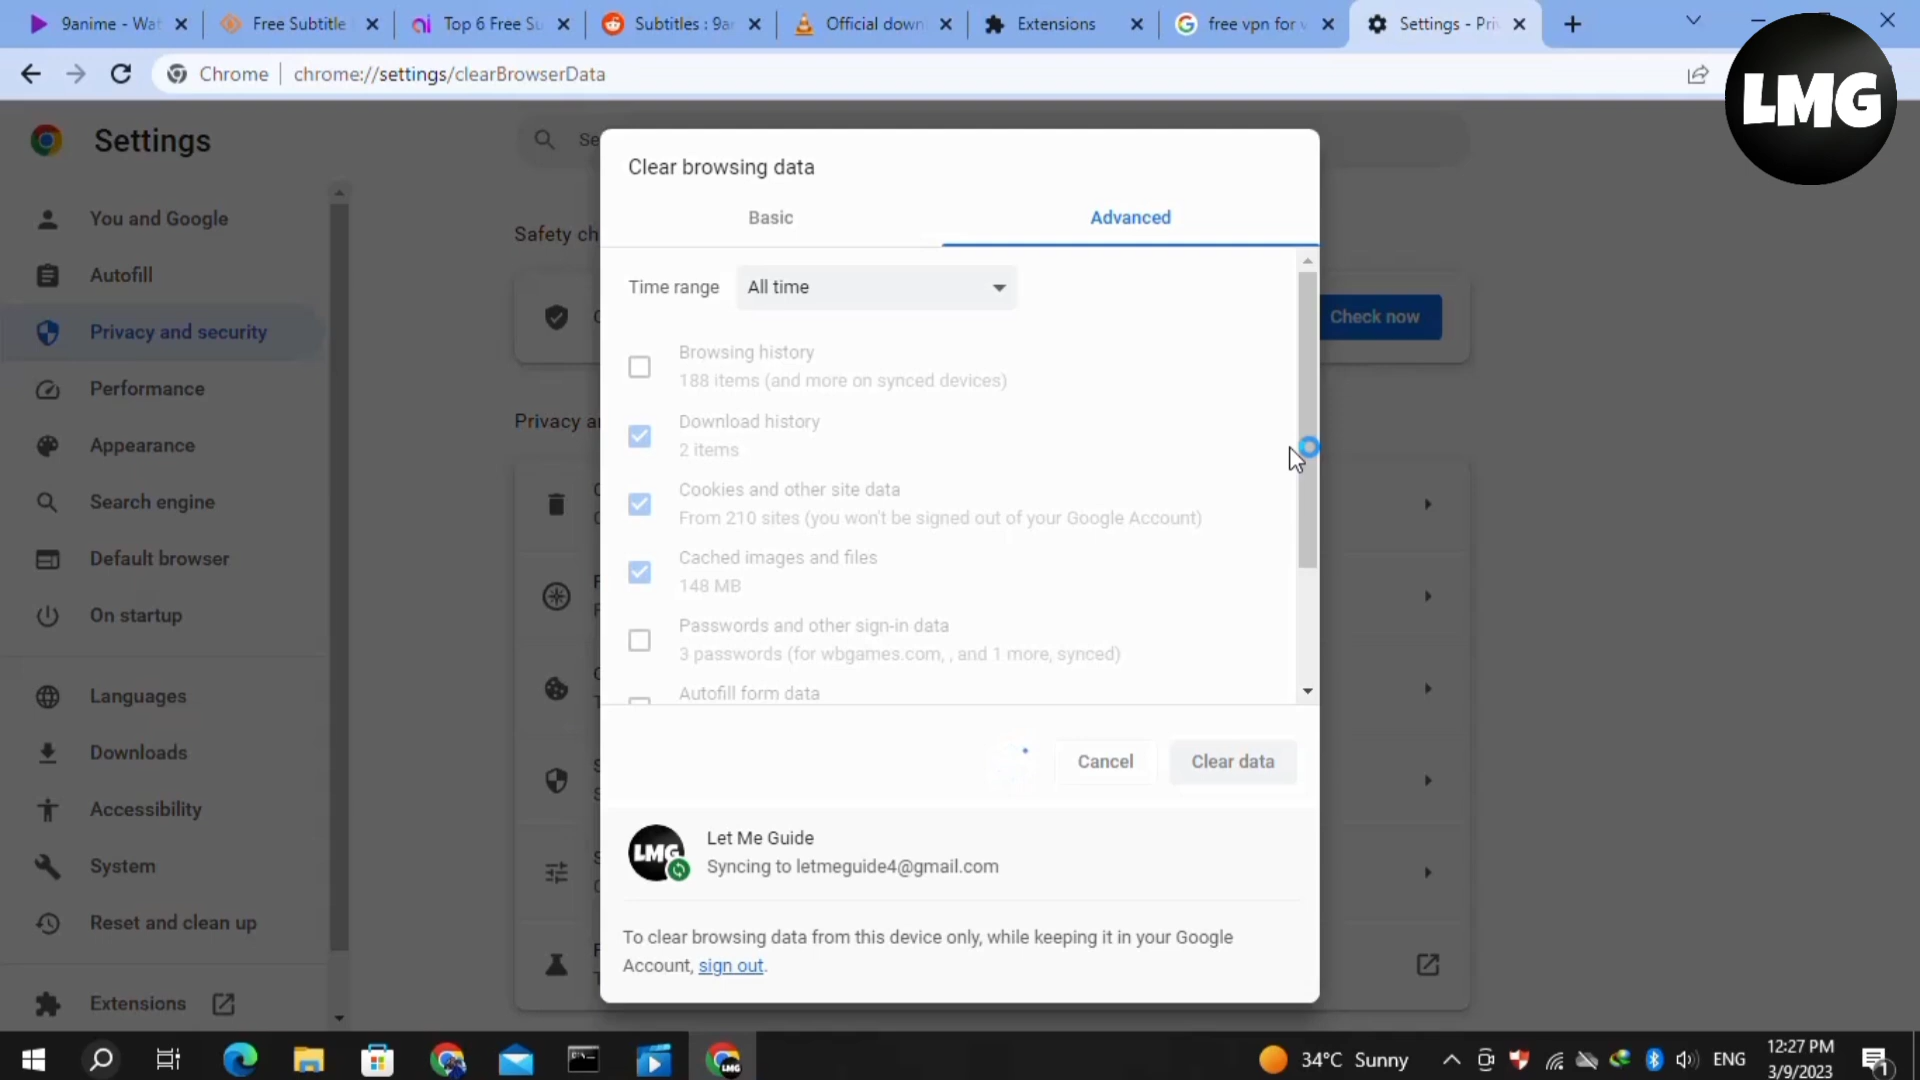 9anime - Wat
Free Subtitle
Top 6 Free Su
Subtitles : 9an
Official down
Extensions
free vpn for v
Settings - Priv
Chrome
chrome://settings/clearBrowserData
LMG
Settings
Se
You and Google
Autofill
Privacy and security
Performance
Appearance
Search engine
Default browser
On startup
Languages
Downloads
Accessibility
System
Reset and clean up
Extensions
Safety ch
Check now
Privacy a
Clear browsing data
Basic
Advanced
Time range
All time
Browsing history
188 items (and more on synced devices)
Download history
2 items
Cookies and other site data
From 210 sites (you won't be signed out of your Google Account)
Cached images and files
148 MB
Passwords and other sign-in data
3 passwords (for wbgames.com, , and 1 more, synced)
Autofill form data
Cancel
Clear data
LMG
Let Me Guide
Syncing to letmeguide4@gmail.com
To clear browsing data from this device only, while keeping it in your Google
Account, sign out.
LMG
34°C Sunny
ENG
12:27 PM
3/9/2023
1